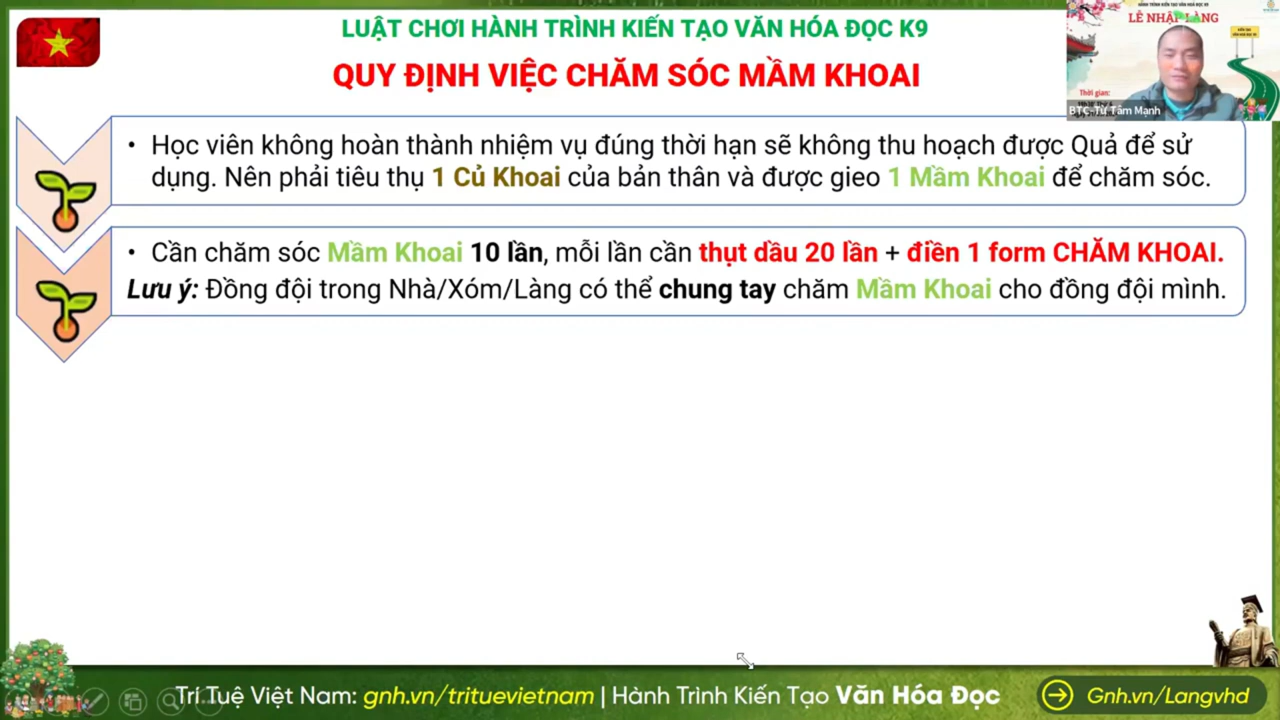 LUẬT CHƠI HÀNH TRÌNH KIẾN TẠO VĂN HÓA ĐỌC K9
QUY ĐỊNH VIỆC CHĂM SÓC MẦM KHOAI
LỄ NHẬP LÀNG
Thời gian:
BTC-Từ Tâm Mạnh
• Học viên không hoàn thành nhiệm vụ đúng thời hạn sẽ không thu hoạch được Quả để sử
dụng. Nên phải tiêu thụ 1 Củ Khoai của bản thân và được gieo 1 Mầm Khoai để chăm sóc.
• Cần chăm sóc Mầm Khoai 10 lần, mỗi lần cần thụt dầu 20 lần + điền 1 form CHĂM KHOAI.
Lưu ý: Đồng đội trong Nhà/Xóm/Làng có thể chung tay chăm Mầm Khoai cho đồng đội mình.
Trí Tuệ Việt Nam: gnh.vn/trituevietnam | Hành Trình Kiến Tạo Văn Hóa Đọc
Gnh.vn/Langvhd